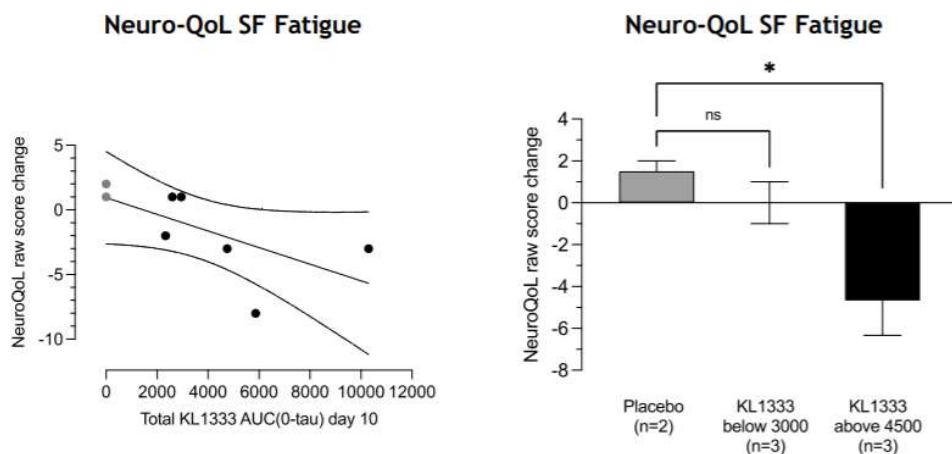 Neuro-QoL SF Fatigue
NeuroQoL raw score change
5
0
-5
-10
0 2000 4000 6000 8000 10000 12000
Total KL1333 AUC(0-tau) day 10
Neuro-QoL SF Fatigue
*
ns
NeuroQoL raw score change
4
2
0
-2
-4
-6
-8
Placebo
(n=2)
KL1333
below 3000
(n=3)
KL1333
above 4500
(n=3)